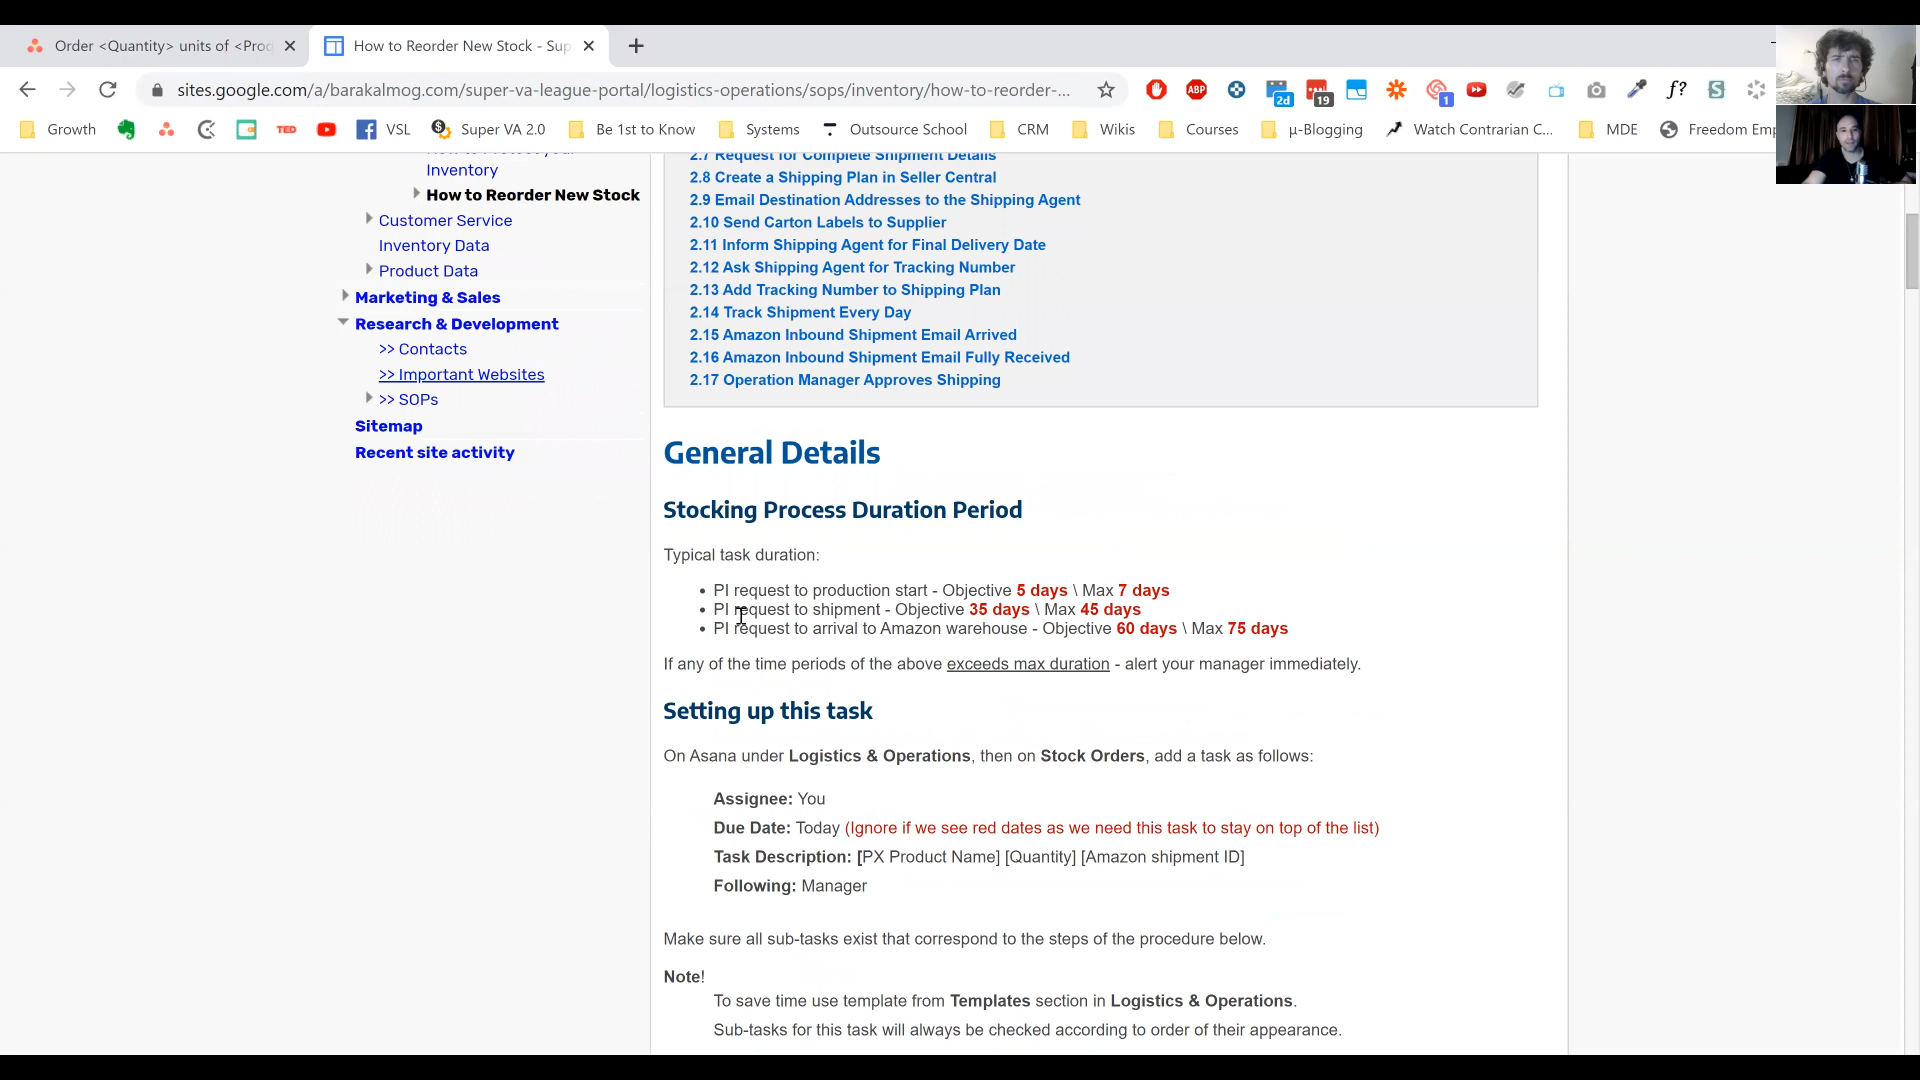 Order <Quantity> units of <Proc
How to Reorder New Stock - Sup
sites.google.com/a/barakalmog.com/super-va-league-portal/logistics-operations/sops/inventory/how-to-reorder-...
ABP
2d
19
1
f?
Growth
TED
VSL
Super VA 2.0
Be 1st to Know
Systems
Outsource School
CRM
Wikis
Courses
µ-Blogging
Watch Contrarian C...
MDE
Freedom Emp
How to Protect your
Inventory
How to Reorder New Stock
Customer Service
Inventory Data
Product Data
Marketing & Sales
Research & Development
>> Contacts
>> Important Websites
>> SOPs
Sitemap
Recent site activity
2.7 Request for Complete Shipment Details
2.8 Create a Shipping Plan in Seller Central
2.9 Email Destination Addresses to the Shipping Agent
2.10 Send Carton Labels to Supplier
2.11 Inform Shipping Agent for Final Delivery Date
2.12 Ask Shipping Agent for Tracking Number
2.13 Add Tracking Number to Shipping Plan
2.14 Track Shipment Every Day
2.15 Amazon Inbound Shipment Email Arrived
2.16 Amazon Inbound Shipment Email Fully Received
2.17 Operation Manager Approves Shipping
General Details
Stocking Process Duration Period
Typical task duration:
• PI request to production start - Objective 5 days \ Max 7 days
• PI request to shipment - Objective 35 days \ Max 45 days
• PI request to arrival to Amazon warehouse - Objective 60 days \ Max 75 days
If any of the time periods of the above exceeds max duration - alert your manager immediately.
Setting up this task
On Asana under Logistics & Operations, then on Stock Orders, add a task as follows:
Assignee: You
Due Date: Today (Ignore if we see red dates as we need this task to stay on top of the list)
Task Description: [PX Product Name] [Quantity] [Amazon shipment ID]
Following: Manager
Make sure all sub-tasks exist that correspond to the steps of the procedure below.
Note!
To save time use template from Templates section in Logistics & Operations.
Sub-tasks for this task will always be checked according to order of their appearance.